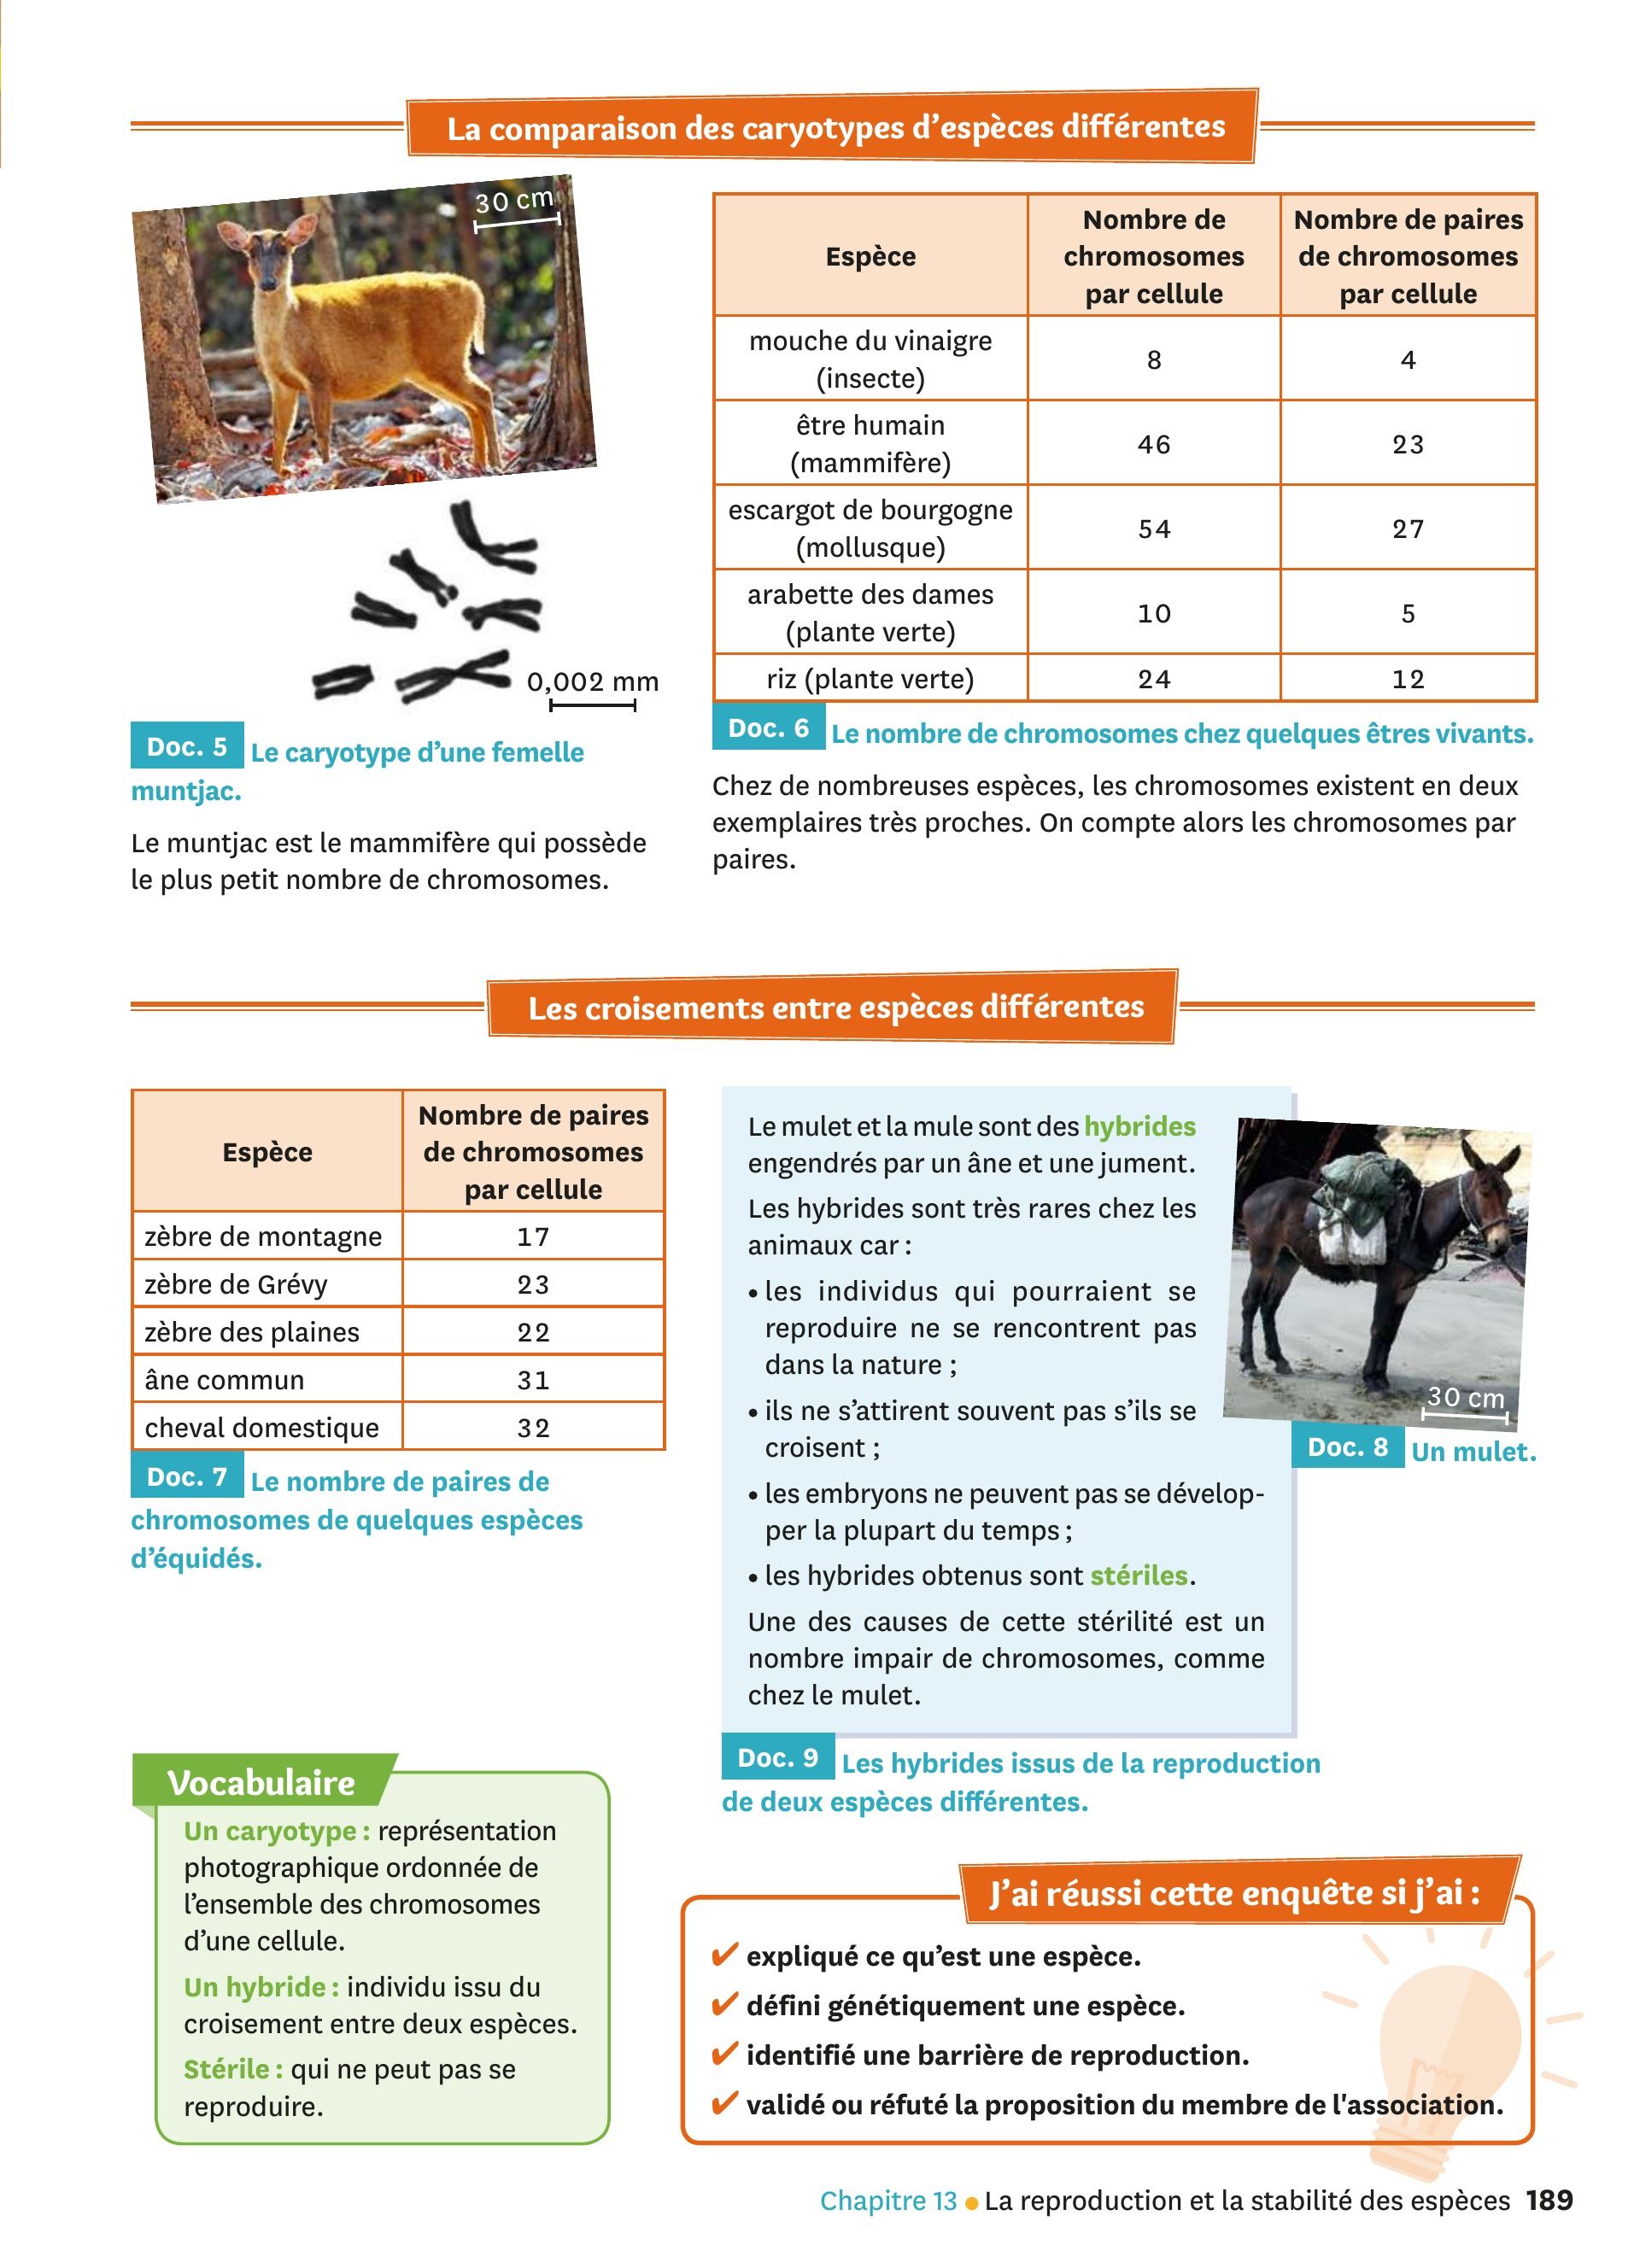 La comparaison des caryotypes d'espèces différentes
30 cm
0,002 mm
Doc. 5 Le caryotype d'une femelle
muntjac.
Le muntjac est le mammifère qui possède
le plus petit nombre de chromosomes.
Espèce
Nombre de
chromosomes
par cellule
Nombre de paires
de chromosomes
par cellule
mouche du vinaigre
(insecte)
8
4
être humain
(mammifère)
46
23
escargot de bourgogne
(mollusque)
54
27
arabette des dames
(plante verte)
10
5
riz (plante verte)
24
12
Doc. 6 Le nombre de chromosomes chez quelques êtres vivants.
Chez de nombreuses espèces, les chromosomes existent en deux
exemplaires très proches. On compte alors les chromosomes par
paires.
Les croisements entre espèces différentes
Espèce
Nombre de paires
de chromosomes
par cellule
zèbre de montagne
17
zèbre de Grévy
23
zèbre des plaines
22
âne commun
31
cheval domestique
32
Doc. 7 Le nombre de paires de
chromosomes de quelques espèces
d'équidés.
Le mulet et la mule sont des hybrides
engendrés par un âne et une jument.
Les hybrides sont très rares chez les
animaux car :
• les individus qui pourraient se
reproduire ne se rencontrent pas
dans la nature ;
• ils ne s'attirent souvent pas s'ils se
croisent ;
• les embryons ne peuvent pas se dévelop-
per la plupart du temps ;
• les hybrides obtenus sont stériles.
Une des causes de cette stérilité est un
nombre impair de chromosomes, comme
chez le mulet.
30 cm
Doc. 8 Un mulet.
Doc. 9 Les hybrides issus de la reproduction
de deux espèces différentes.
Vocabulaire
Un caryotype : représentation
photographique ordonnée de
l'ensemble des chromosomes
d'une cellule.
Un hybride : individu issu du
croisement entre deux espèces.
Stérile : qui ne peut pas se
reproduire.
J'ai réussi cette enquête si j'ai :
✔ expliqué ce qu'est une espèce.
✔ défini génétiquement une espèce.
✔ identifié une barrière de reproduction.
✔ validé ou réfuté la proposition du membre de l'association.
Chapitre 13 • La reproduction et la stabilité des espèces 189